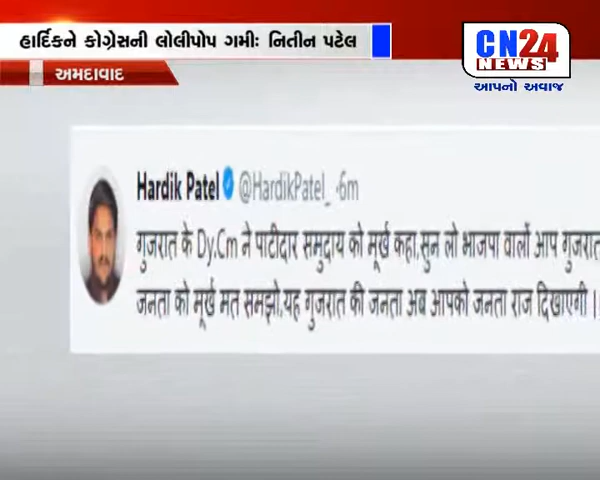 હાર્દિકને કોગ્રેસની લોલીપોપ ગમીઃ નિતીન પટેલ
CN24
NEWS
આપનો અવાજ
અમદાવાદ
Hardik Patel @HardikPatel_ ·6m
गुजरात के Dy.Cm ने पाटीदार समुदाय को मूर्ख कहा,सुन लो भाजपा वालों आप गुजरात
जनता को मूर्ख मत समझो,यह गुजरात की जनता अब आपको जनता राज दिखाएगी।